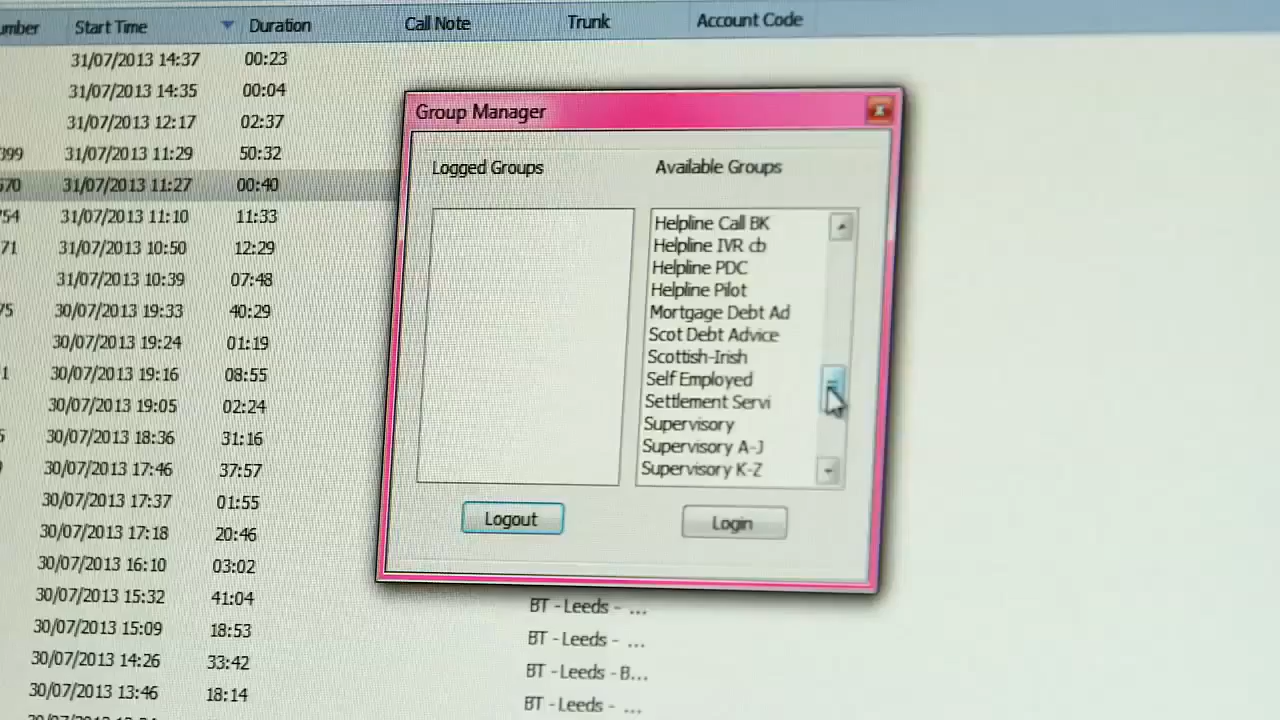 umber Start Time Duration Call Note Trunk Account Code
31/07/2013 14:37 00:23
31/07/2013 14:35 00:04
31/07/2013 12:17 02:37
399 31/07/2013 11:29 50:32
570 31/07/2013 11:27 00:40
754 31/07/2013 11:10 11:33
71 31/07/2013 10:50 12:29
31/07/2013 10:39 07:48
75 30/07/2013 19:33 40:29
30/07/2013 19:24 01:19
1 30/07/2013 19:16 08:55
30/07/2013 19:05 02:24
5 30/07/2013 18:36 31:16
30/07/2013 17:46 37:57
30/07/2013 17:37 01:55
30/07/2013 17:18 20:46
30/07/2013 16:10 03:02
30/07/2013 15:32 41:04 BT - Leeds - ...
30/07/2013 15:09 18:53 BT - Leeds - ...
30/07/2013 14:26 33:42 BT - Leeds - B...
30/07/2013 13:46 18:14 BT - Leeds - ...
Group Manager
Logged Groups
Available Groups
Helpline Call BK
Helpline IVR cb
Helpline PDC
Helpline Pilot
Mortgage Debt Ad
Scot Debt Advice
Scottish-Irish
Self Employed
Settlement Servi
Supervisory
Supervisory A-J
Supervisory K-Z
Logout
Login